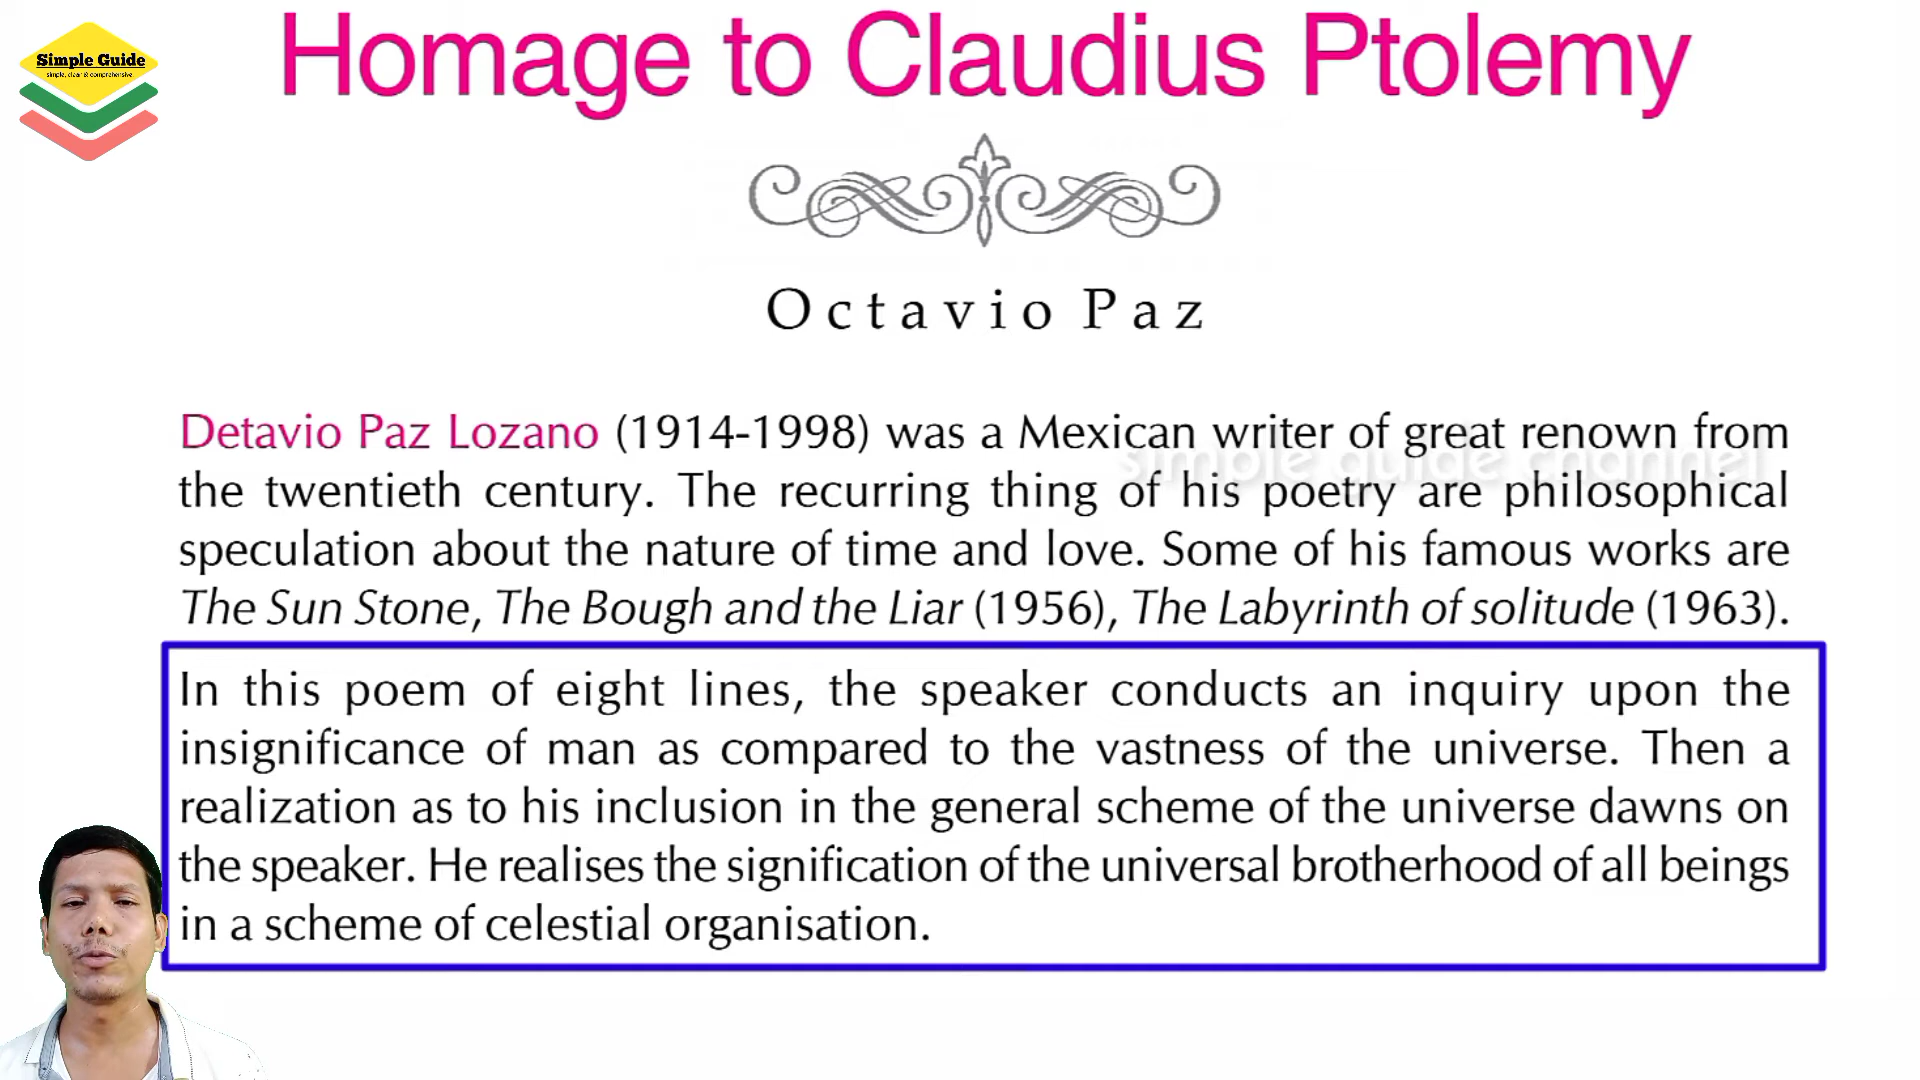 Simple Guide
simple, clear & comprehensive
Homage to Claudius Ptolemy
Octavio Paz
Detavio Paz Lozano (1914-1998) was a Mexican writer of great renown from
simple guide channel
the twentieth century. The recurring thing of his poetry are philosophical
speculation about the nature of time and love. Some of his famous works are
The Sun Stone, The Bough and the Liar (1956), The Labyrinth of solitude (1963).
In this poem of eight lines, the speaker conducts an inquiry upon the
insignificance of man as compared to the vastness of the universe. Then a
realization as to his inclusion in the general scheme of the universe dawns on
the speaker. He realises the signification of the universal brotherhood of all beings
in a scheme of celestial organisation.